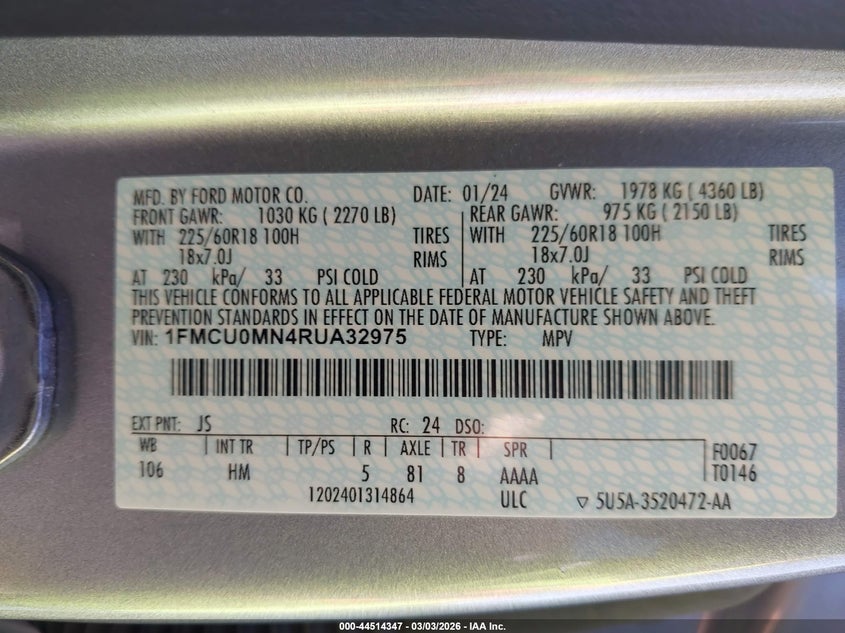 MFD. BY FORD MOTOR CO. DATE: 01/24 GVWR: 1978 KG ( 4360 LB)
FRONT GAWR: 1030 KG ( 2270 LB) REAR GAWR: 975 KG ( 2150 LB)
WITH 225/60R18 100H TIRES WITH 225/60R18 100H TIRES
18x7.0J RIMS 18x7.0J RIMS
AT 230 kPa/ 33 PSI COLD AT 230 kPa/ 33 PSI COLD
THIS VEHICLE CONFORMS TO ALL APPLICABLE FEDERAL MOTOR VEHICLE SAFETY AND THEFT
PREVENTION STANDARDS IN EFFECT ON THE DATE OF MANUFACTURE SHOWN ABOVE.
VIN: 1FMCU0MN4RUA32975 TYPE: MPV
EXT PNT: JS RC: 24 DSO:
WB INT TR TP/PS R AXLE TR SPR F0067
106 HM 5 81 8 AAAA T0146
1202401314864 ULC ▽ 5U5A-3520472-AA
000-44514347 - 03/03/2026 - IAA Inc.